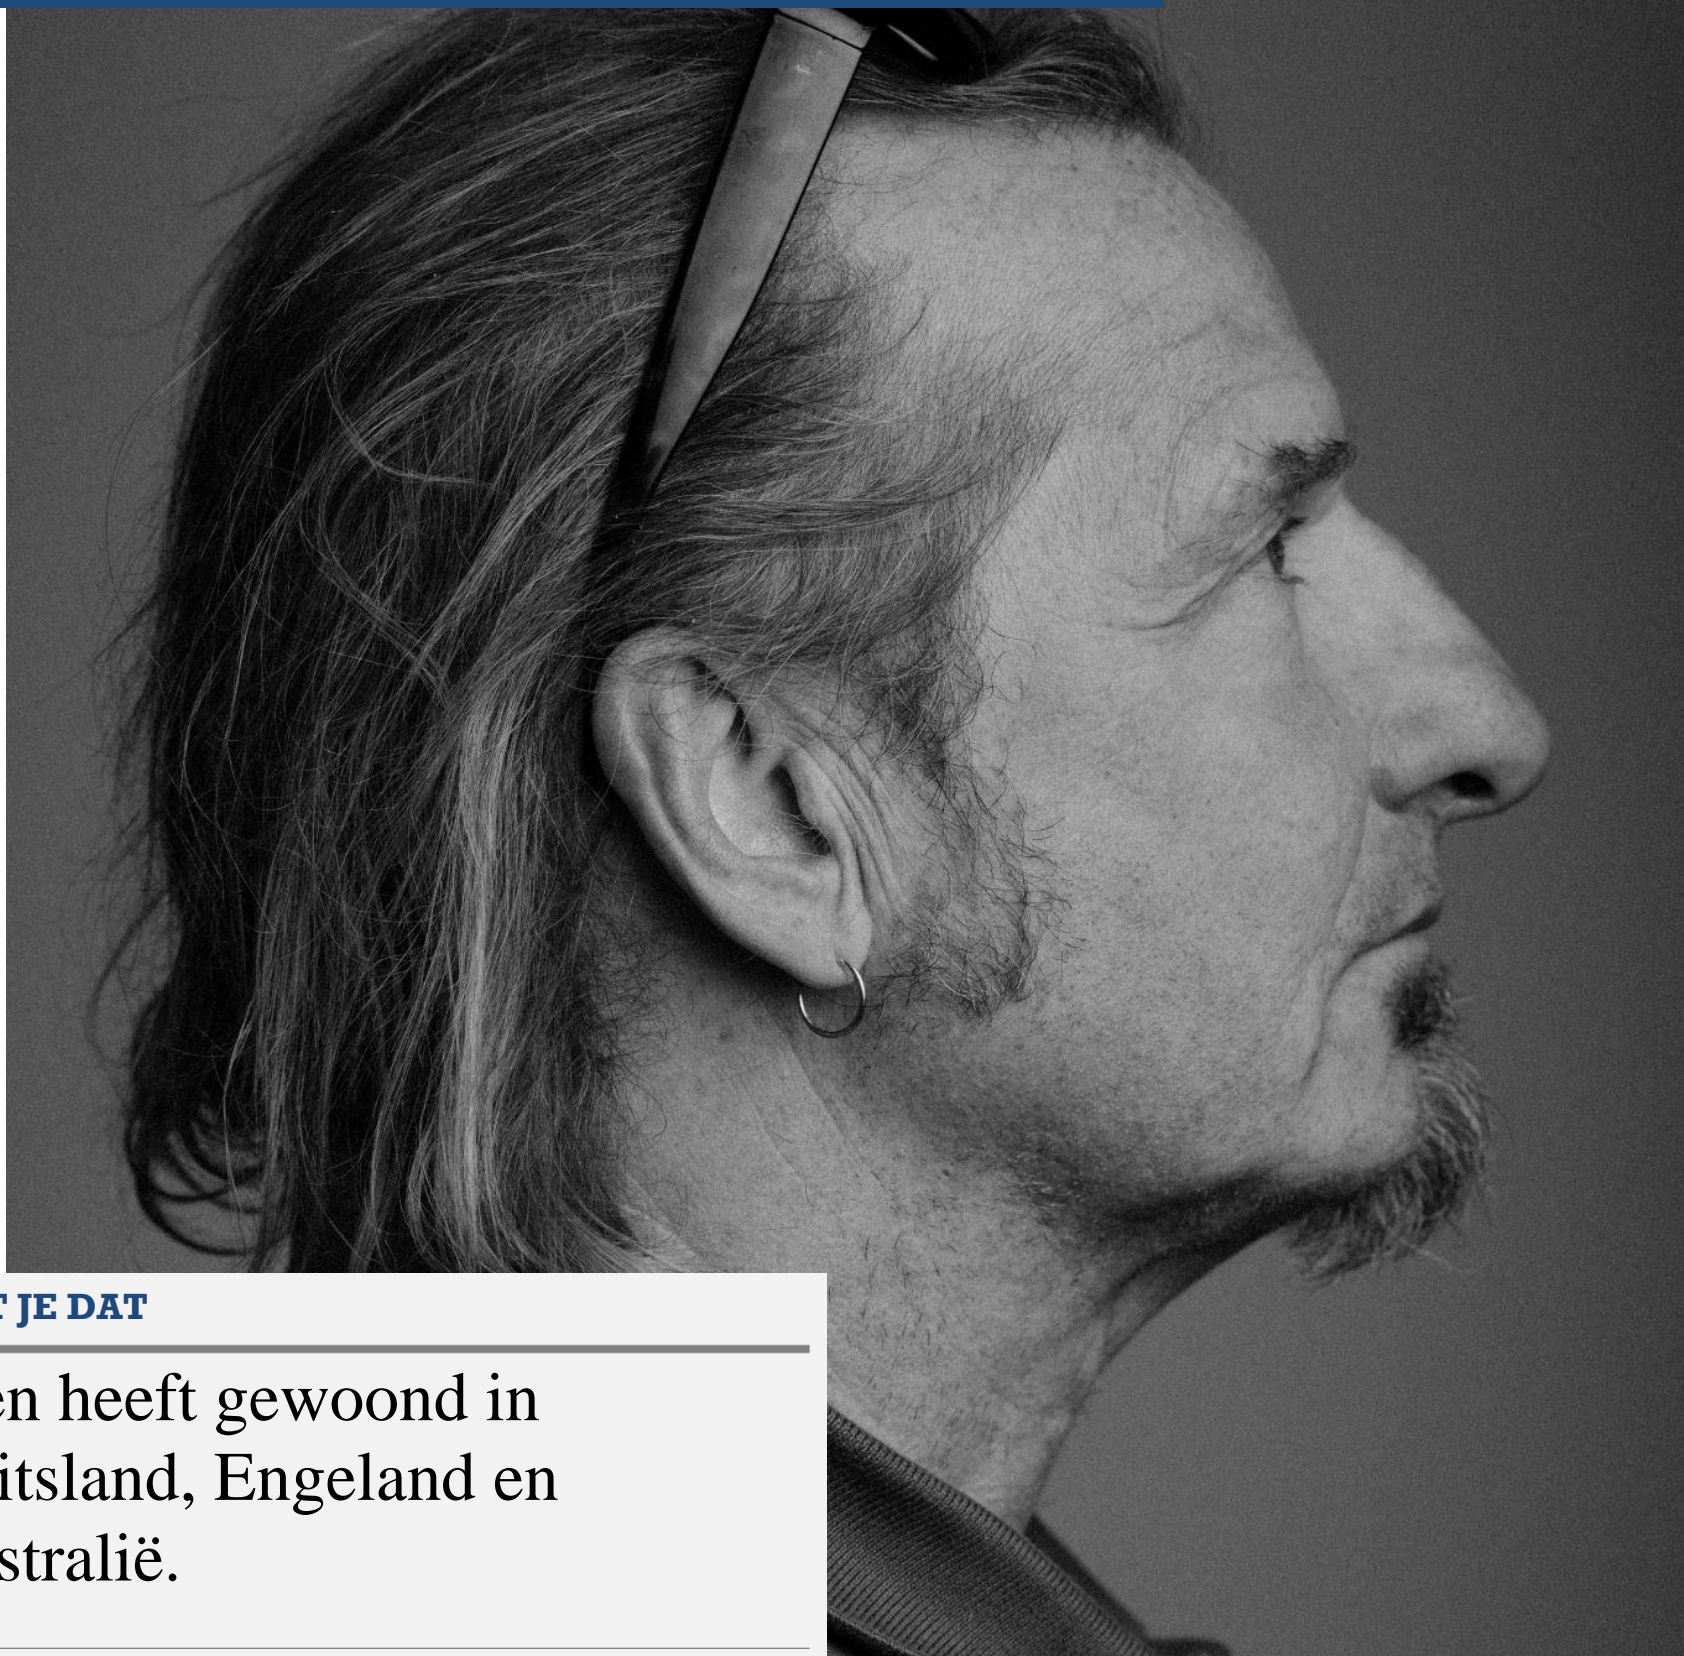 T JE DAT
en heeft gewoond in
itsland, Engeland en
stralië.